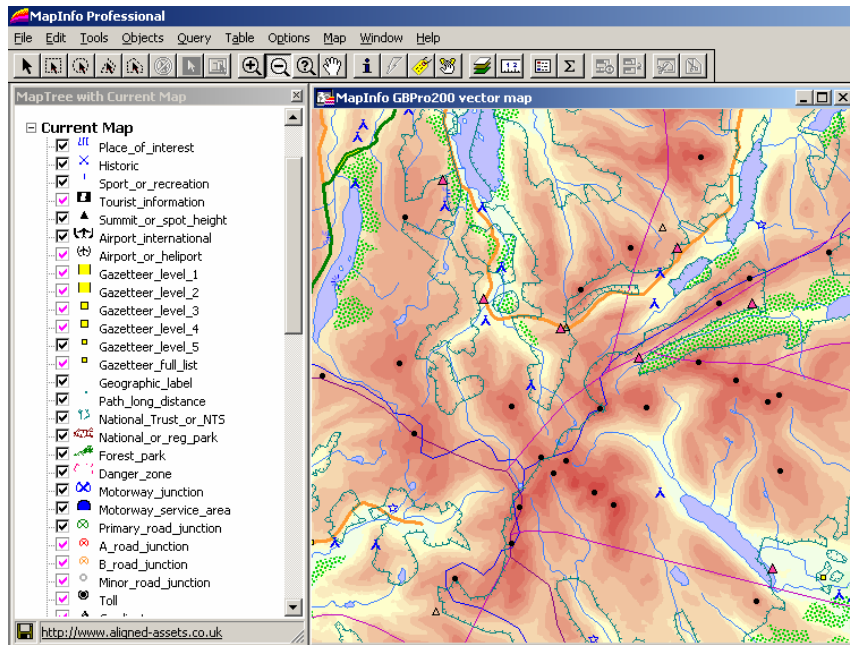 MapInfo Professional
File Edit Tools Objects Query Table Options Map Window Help
MapTree with Current Map
Current Map
Place_of_interest
Historic
Sport_or_recreation
Tourist_information
Summit_or_spot_height
Airport_international
Airport_or_heliport
Gazetteer_level_1
Gazetteer_level_2
Gazetteer_level_3
Gazetteer_level_4
Gazetteer_level_5
Gazetteer_full_list
Geographic_label
Path_long_distance
National_Trust_or_NTS
National_or_reg_park
Forest_park
Danger_zone
Motorway_junction
Motorway_service_area
Primary_road_junction
A_road_junction
B_road_junction
Minor_road_junction
Toll
http://www.aligned-assets.co.uk
MapInfo GBPro200 vector map